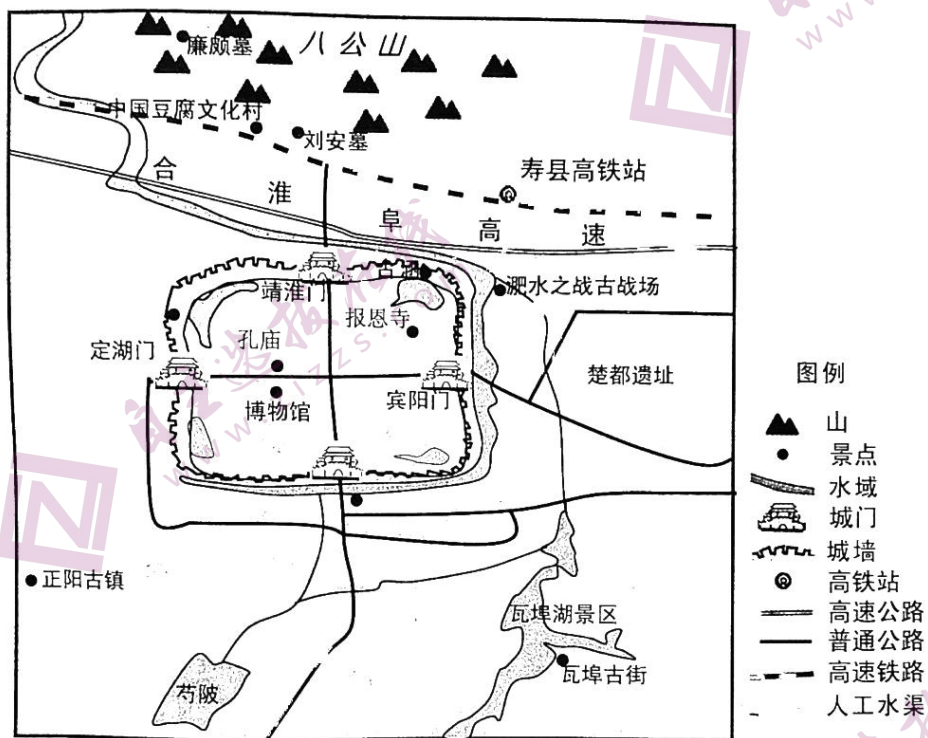 廉颇墓
八公山
中国豆腐文化村
刘安墓
寿县高铁站
合淮阜高速
古涵
淝水之战古战场
靖淮门
报恩寺
孔庙
定湖门
博物馆
宾阳门
楚都遗址
正阳古镇
瓦埠湖景区
瓦埠古街
芍陂
图例
山
景点
水域
城门
城墙
高铁站
高速公路
普通公路
高速铁路
人工水渠